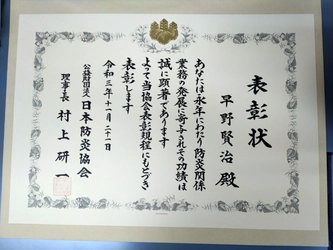 表彰状
早野賢治殿
あなたは永年にわたり防炎関係
業務の発展に寄与されその功績は
誠に顕著であります
よって当協会表彰規程にもとづき
表彰します
令和三年十一月二十一日
公益財団法人日本防炎協会
理事長村上研一